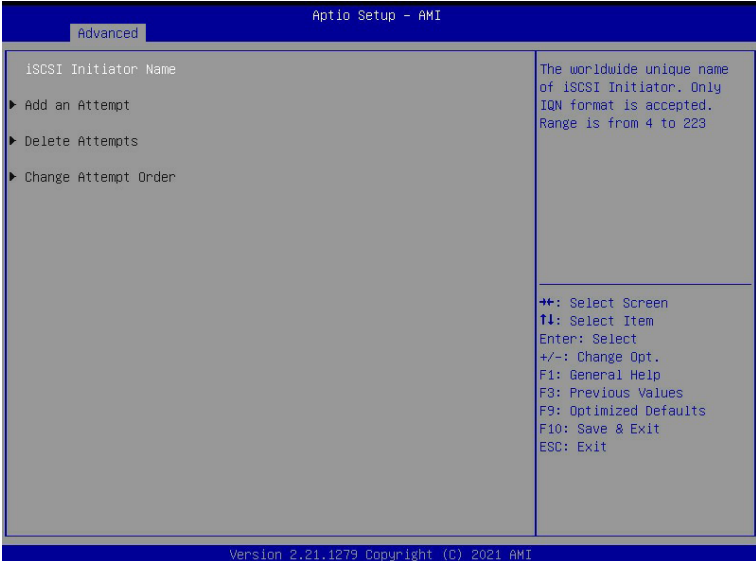 Aptio Setup – AMI
Advanced
iSCSI Initiator Name
▶ Add an Attempt
▶ Delete Attempts
▶ Change Attempt Order
The worldwide unique name
of iSCSI Initiator. Only
IQN format is accepted.
Range is from 4 to 223
→←: Select Screen
↑↓: Select Item
Enter: Select
+/-: Change Opt.
F1: General Help
F3: Previous Values
F9: Optimized Defaults
F10: Save & Exit
ESC: Exit
Version 2.21.1279 Copyright (C) 2021 AMI